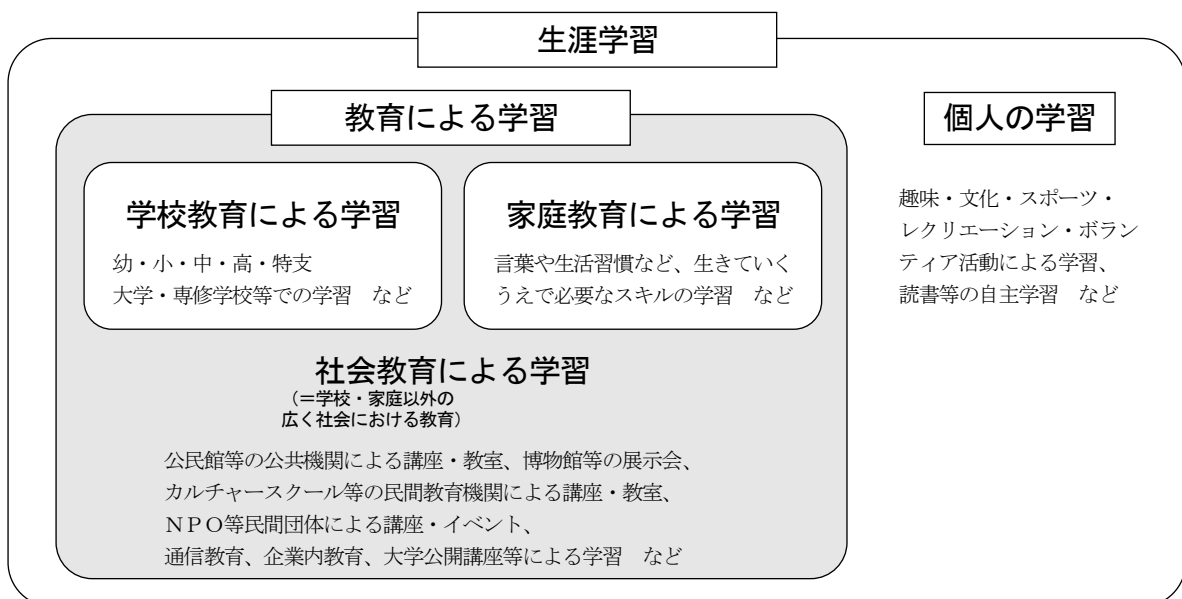 生涯学習
教育による学習
学校教育による学習
幼・小・中・高・特支
大学・専修学校等での学習　など
家庭教育による学習
言葉や生活習慣など、生きていく
うえで必要なスキルの学習　など
社会教育による学習
（＝学校・家庭以外の
広く社会における教育）
公民館等の公共機関による講座・教室、博物館等の展示会、
カルチャースクール等の民間教育機関による講座・教室、
ＮＰＯ等民間団体による講座・イベント、
通信教育、企業内教育、大学公開講座等による学習　など
個人の学習
趣味・文化・スポーツ・
レクリエーション・ボラン
ティア活動による学習、
読書等の自主学習　など